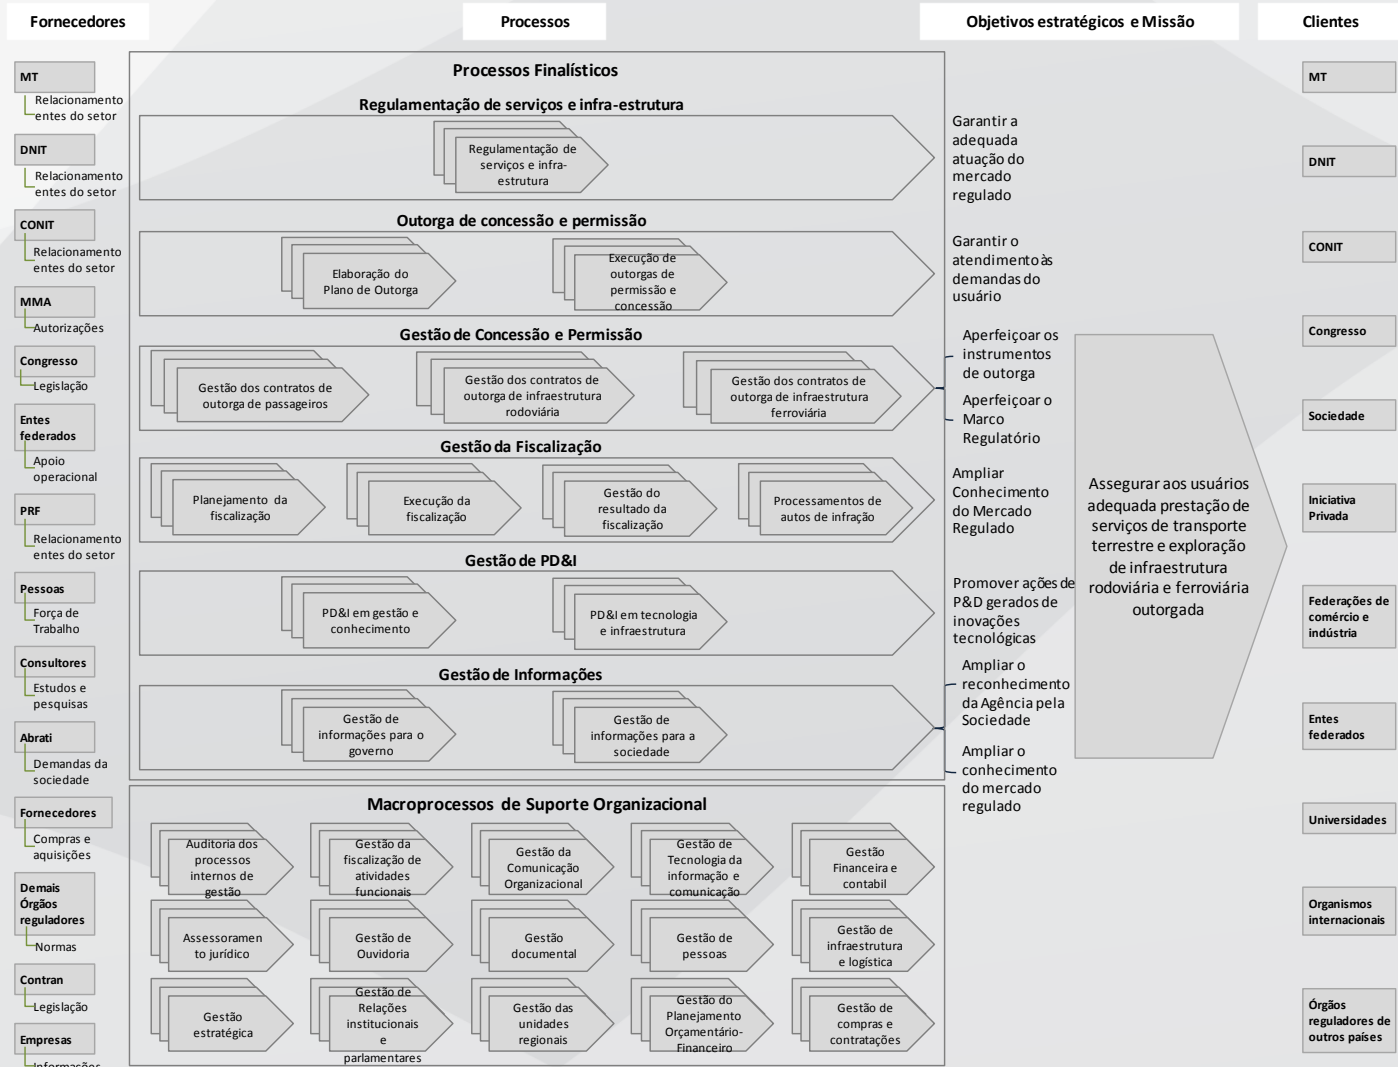 Fornecedores
Processos
Objetivos estratégicos e Missão
Clientes
MT
Relacionamento
entes do setor
DNIT
Relacionamento
entes do setor
CONIT
Relacionamento
entes do setor
MMA
Autorizações
Congresso
Legislação
Entes
federados
Apoio
operacional
PRF
Relacionamento
entes do setor
Pessoas
Força de
Trabalho
Consultores
Estudos e
pesquisas
Abrati
Demandas da
sociedade
Fornecedores
Compras e
aquisições
Demais
Órgãos
reguladores
Normas
Contran
Legislação
Empresas
Informações
Processos Finalísticos
Regulamentação de serviços e infra-estrutura
Regulamentação de
serviços e infra-
estrutura
Outorga de concessão e permissão
Elaboração do
Plano de Outorga
Execução de
outorgas de
permissão e
concessão
Gestão de Concessão e Permissão
Gestão dos contratos de
outorga de passageiros
Gestão dos contratos de
outorga de infraestrutura
rodoviária
Gestão dos contratos de
outorga de infraestrutura
ferroviária
Gestão da Fiscalização
Planejamento da
fiscalização
Execução da
fiscalização
Gestão do
resultado da
fiscalização
Processamentos de
autos de infração
Gestão de PD&I
PD&I em gestão e
conhecimento
PD&I em tecnologia
e infraestrutura
Gestão de Informações
Gestão de
informações para o
governo
Gestão de
informações para a
sociedade
Macroprocessos de Suporte Organizacional
Auditoria dos
processos
internos de
gestão
Gestão da
fiscalização de
atividades
funcionais
Gestão da
Comunicação
Organizacional
Gestão de
Tecnologia da
informação e
comunicação
Gestão
Financeira e
contabil
Assessoramen
to jurídico
Gestão de
Ouvidoria
Gestão
documental
Gestão de
pessoas
Gestão de
infraestrutura
e logística
Gestão
estratégica
Gestão de
Relações
institucionais
e
parlamentares
Gestão das
unidades
regionais
Gestão do
Planejamento
Orçamentário-
Financeiro
Gestão de
compras e
contratações
Garantir a
adequada
atuação do
mercado
regulado
Garantir o
atendimento às
demandas do
usuário
Aperfeiçoar os
instrumentos
de outorga
Aperfeiçoar o
Marco
Regulatório
Ampliar
Conhecimento
do Mercado
Regulado
Promover ações de
P&D gerados de
inovações
tecnológicas
Ampliar o
reconhecimento
da Agência pela
Sociedade
Ampliar o
conhecimento
do mercado
regulado
Assegurar aos usuários
adequada prestação de
serviços de transporte
terrestre e exploração
de infraestrutura
rodoviária e ferroviária
outorgada
MT
DNIT
CONIT
Congresso
Sociedade
Iniciativa
Privada
Federações de
comércio e
indústria
Entes
federados
Universidades
Organismos
internacionais
Órgãos
reguladores de
outros países